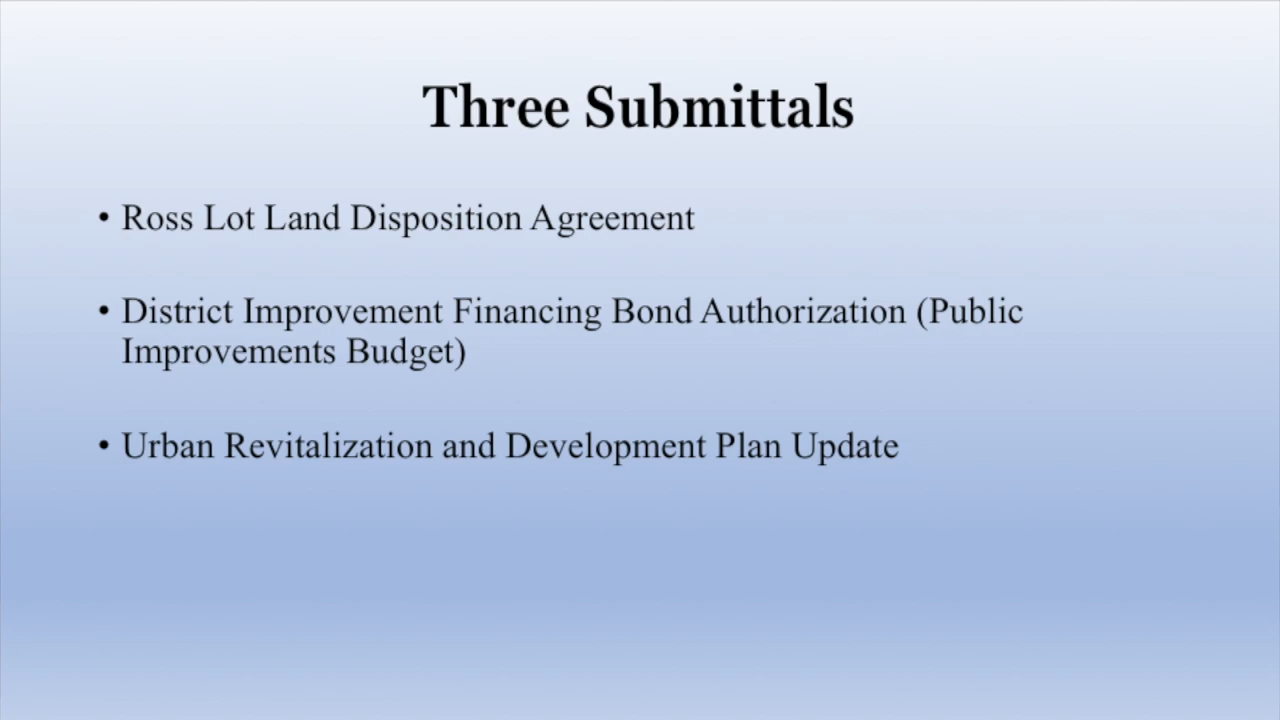 Three Submittals
• Ross Lot Land Disposition Agreement
• District Improvement Financing Bond Authorization (Public
Improvements Budget)
• Urban Revitalization and Development Plan Update